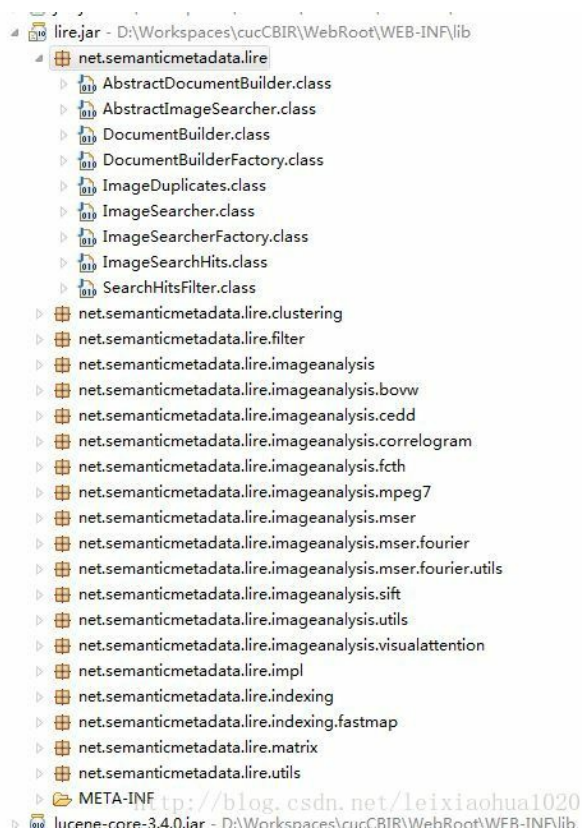 lire.jar - D:\Workspaces\cucCBIR\WebRoot\WEB-INF\lib
net.semanticmetadata.lire
AbstractDocumentBuilder.class
AbstractImageSearcher.class
DocumentBuilder.class
DocumentBuilderFactory.class
ImageDuplicates.class
ImageSearcher.class
ImageSearcherFactory.class
ImageSearchHits.class
SearchHitsFilter.class
net.semanticmetadata.lire.clustering
net.semanticmetadata.lire.filter
net.semanticmetadata.lire.imageanalysis
net.semanticmetadata.lire.imageanalysis.bovw
net.semanticmetadata.lire.imageanalysis.cedd
net.semanticmetadata.lire.imageanalysis.correlogram
net.semanticmetadata.lire.imageanalysis.fcth
net.semanticmetadata.lire.imageanalysis.mpeg7
net.semanticmetadata.lire.imageanalysis.mser
net.semanticmetadata.lire.imageanalysis.mser.fourier
net.semanticmetadata.lire.imageanalysis.mser.fourier.utils
net.semanticmetadata.lire.imageanalysis.sift
net.semanticmetadata.lire.imageanalysis.utils
net.semanticmetadata.lire.imageanalysis.visualattention
net.semanticmetadata.lire.impl
net.semanticmetadata.lire.indexing
net.semanticmetadata.lire.indexing.fastmap
net.semanticmetadata.lire.matrix
net.semanticmetadata.lire.utils
META-INF http://blog.csdn.net/leixiaohua1020
lucene-core-3.4.0.jar - D:\Workspaces\cucCBIR\WebRoot\WEB-INF\lib